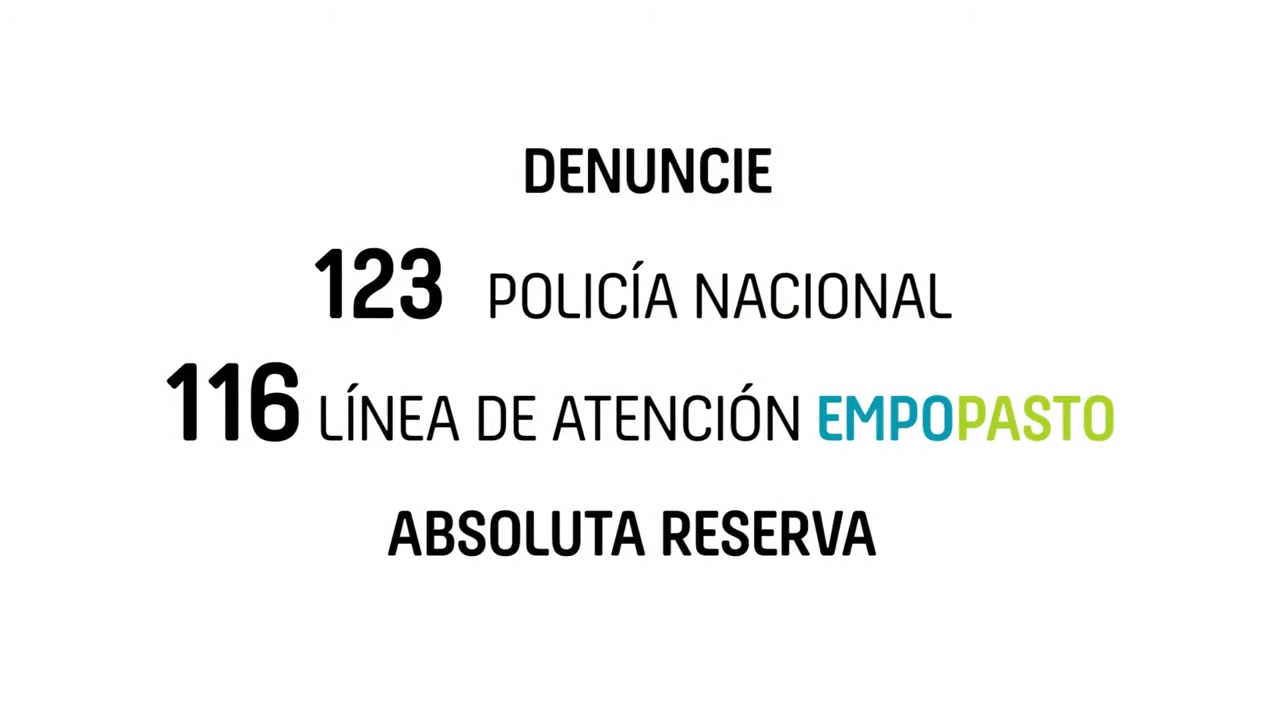 DENUNCIE
123 POLICÍA NACIONAL
116 LÍNEA DE ATENCIÓN EMPOPASTO
ABSOLUTA RESERVA